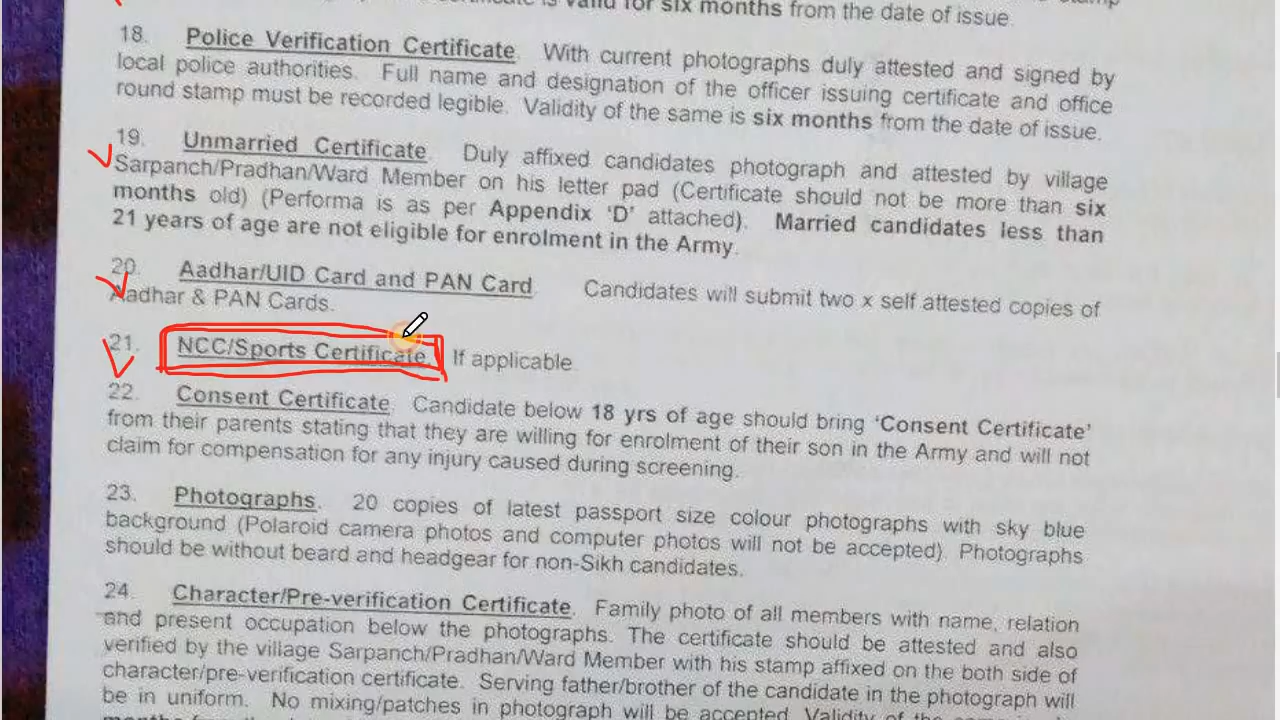 valid for six months from the date of issue.
18. Police Verification Certificate. With current photographs duly attested and signed by
local police authorities. Full name and designation of the officer issuing certificate and office
round stamp must be recorded legible. Validity of the same is six months from the date of issue.
19. Unmarried Certificate. Duly affixed candidates photograph and attested by village
Sarpanch/Pradhan/Ward Member on his letter pad (Certificate should not be more than six
months old) (Performa is as per Appendix 'D' attached). Married candidates less than
21 years of age are not eligible for enrolment in the Army.
20. Aadhar/UID Card and PAN Card. Candidates will submit two x self attested copies of
Aadhar & PAN Cards.
21. NCC/Sports Certificate. If applicable.
22. Consent Certificate. Candidate below 18 yrs of age should bring 'Consent Certificate'
from their parents stating that they are willing for enrolment of their son in the Army and will not
claim for compensation for any injury caused during screening.
23. Photographs. 20 copies of latest passport size colour photographs with sky blue
background (Polaroid camera photos and computer photos will not be accepted). Photographs
should be without beard and headgear for non-Sikh candidates.
24. Character/Pre-verification Certificate. Family photo of all members with name, relation
and present occupation below the photographs. The certificate should be attested and also
verified by the village Sarpanch/Pradhan/Ward Member with his stamp affixed on the both side of
character/pre-verification certificate. Serving father/brother of the candidate in the photograph will
be in uniform. No mixing/patches in photograph will be accepted. Validity of the